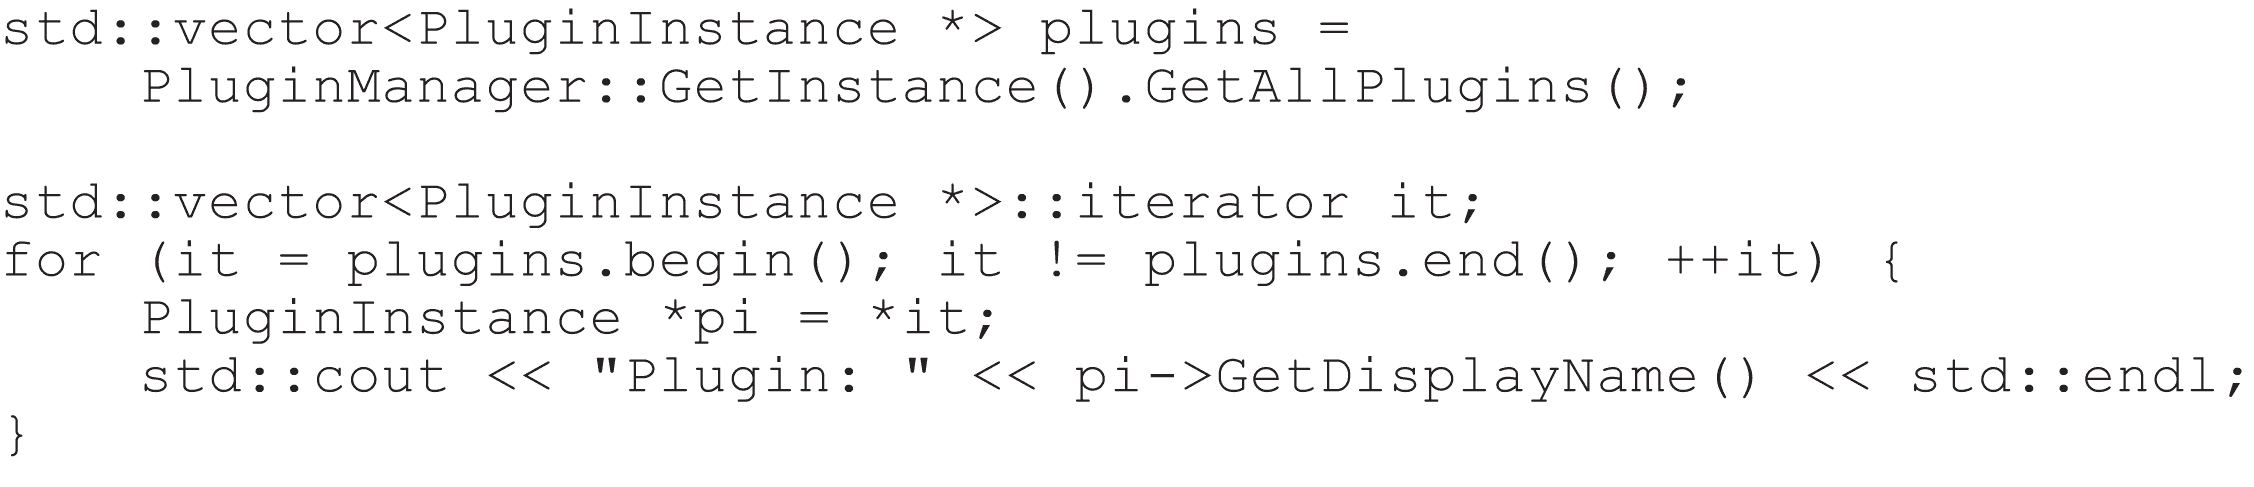 std::vector<PluginInstance *> plugins =
    PluginManager::GetInstance().GetAllPlugins();

std::vector<PluginInstance *>::iterator it;
for (it = plugins.begin(); it != plugins.end(); ++it) {
    PluginInstance *pi = *it;
    std::cout << "Plugin: " << pi->GetDisplayName() << std::endl;
}